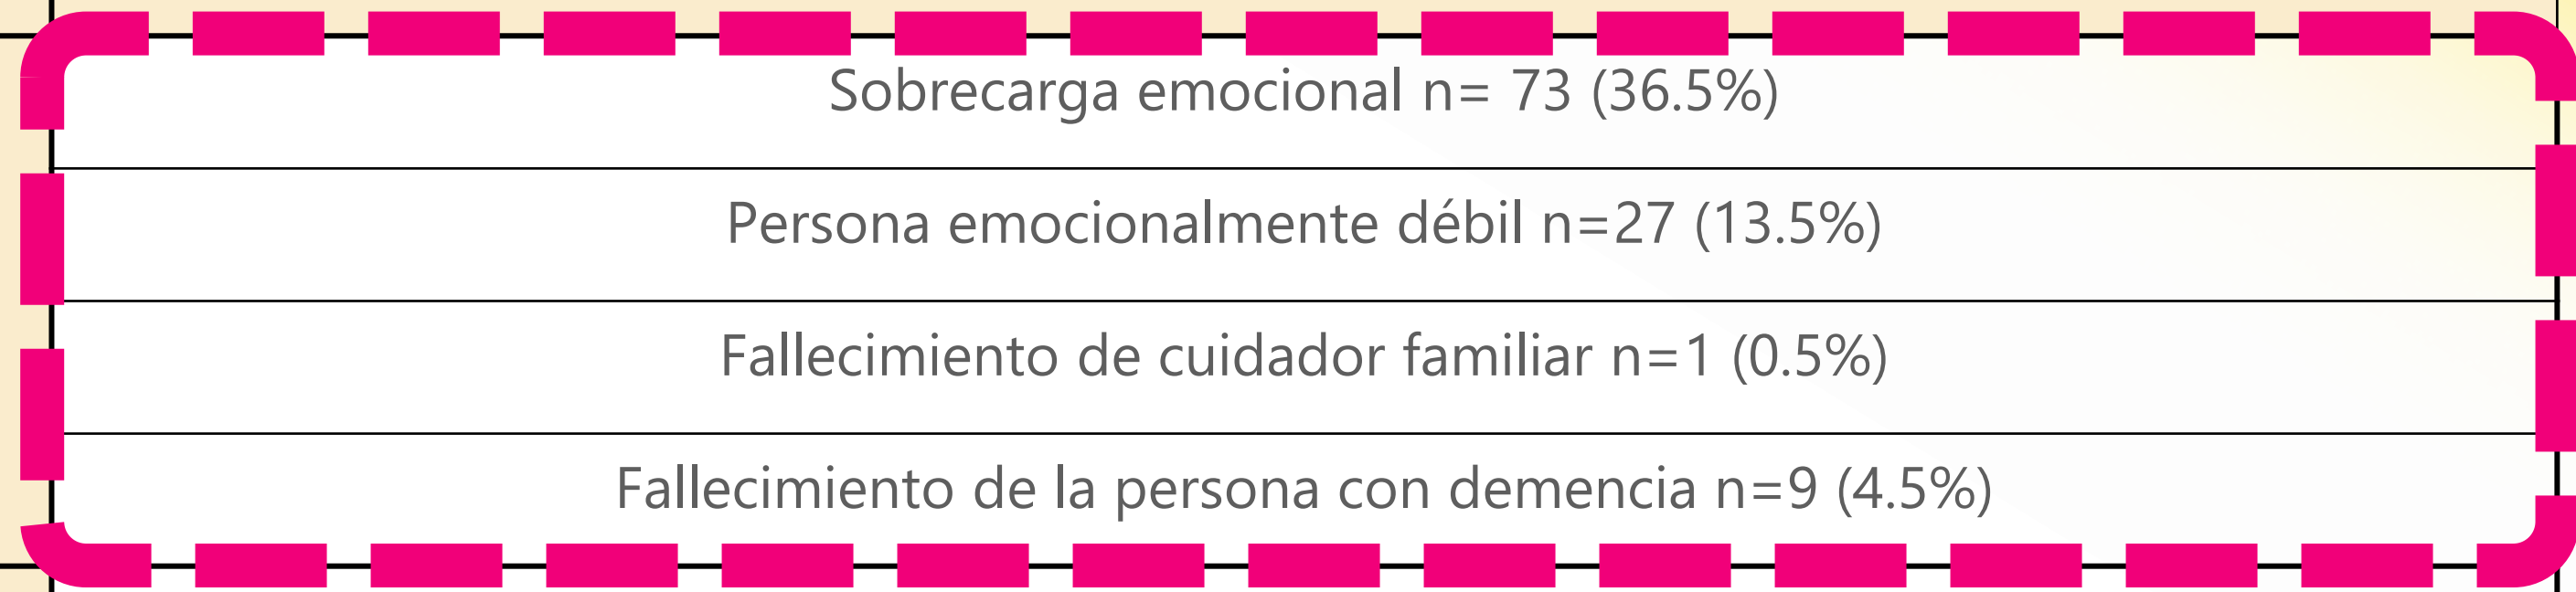 Sobrecarga emocional n= 73 (36.5%)
Persona emocionalmente débil n=27 (13.5%)
Fallecimiento de cuidador familiar n=1 (0.5%)
Fallecimiento de la persona con demencia n=9 (4.5%)